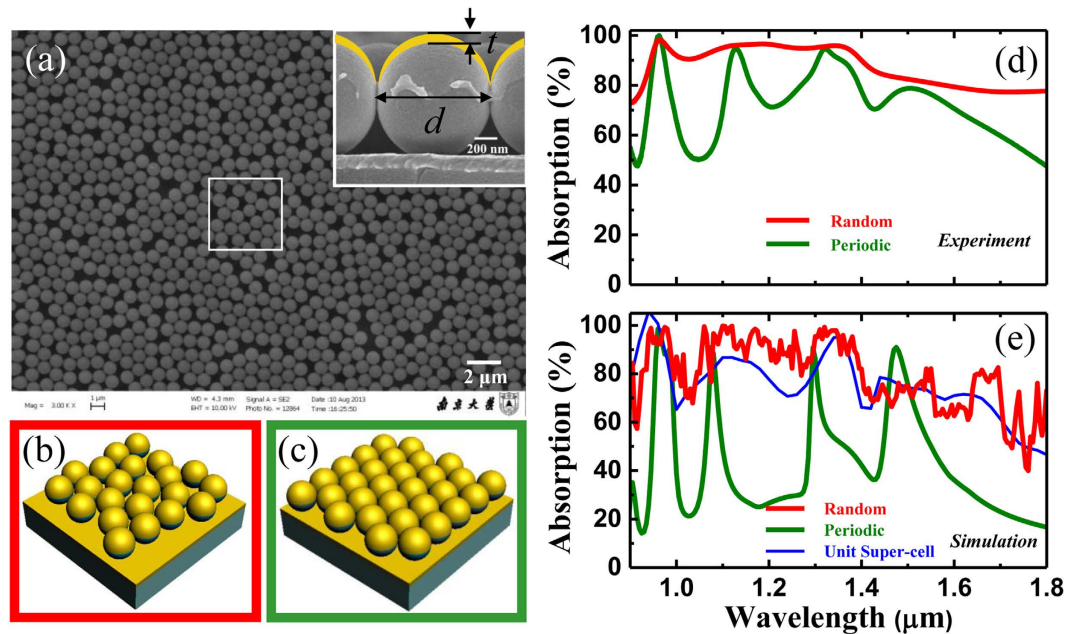 (a)
t
d
200 nm
2 μm
Mag = 3.00 K X
1 μm
WD = 4.3 mm
EHT = 10.00 kV
Signal A = SE2
Photo No. = 12864
Date :10 Aug 2013
Time :16:25:50
南京大学
(b)
(c)
(d)
Absorption (%)
100
80
60
40
20
0
Random
Periodic
Experiment
(e)
Absorption (%)
100
80
60
40
20
0
Random
Periodic
Unit Super-cell
Simulation
1.0
1.2
1.4
1.6
1.8
Wavelength (μm)